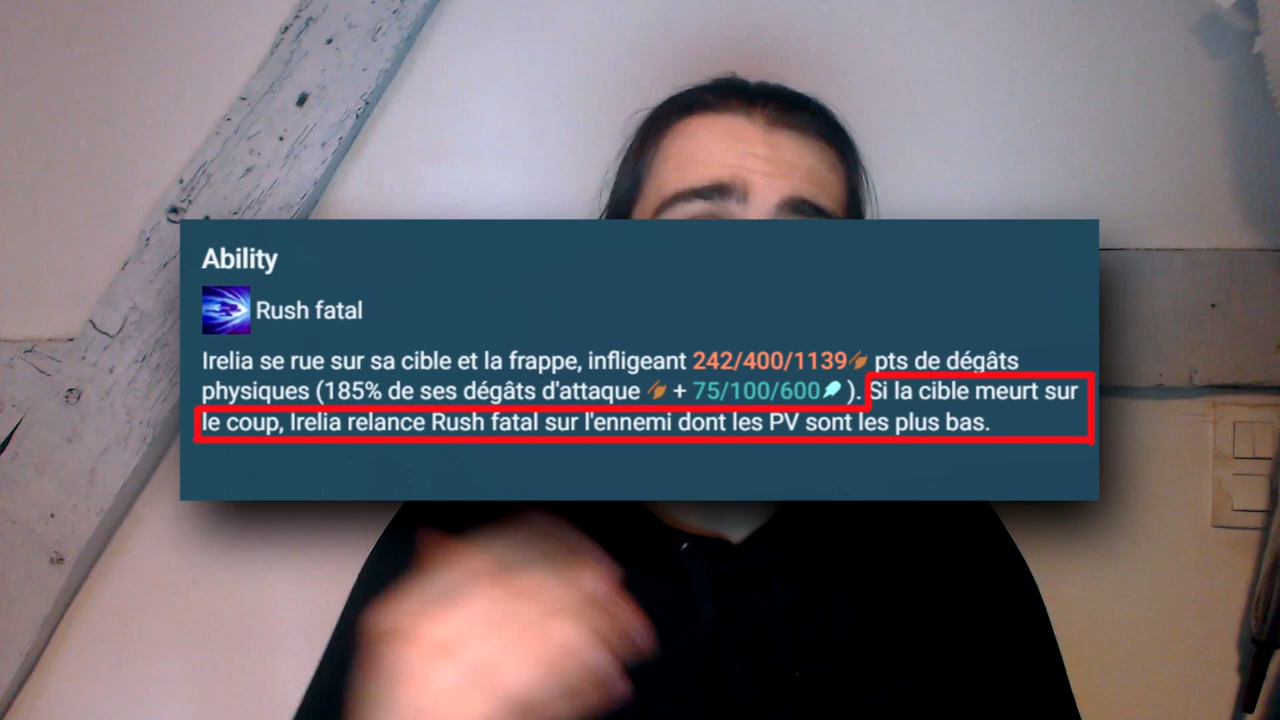 Ability
Rush fatal
Irelia se rue sur sa cible et la frappe, infligeant 242/400/1139 pts de dégâts
physiques (185% de ses dégâts d'attaque + 75/100/600 ). Si la cible meurt sur
le coup, Irelia relance Rush fatal sur l'ennemi dont les PV sont les plus bas.